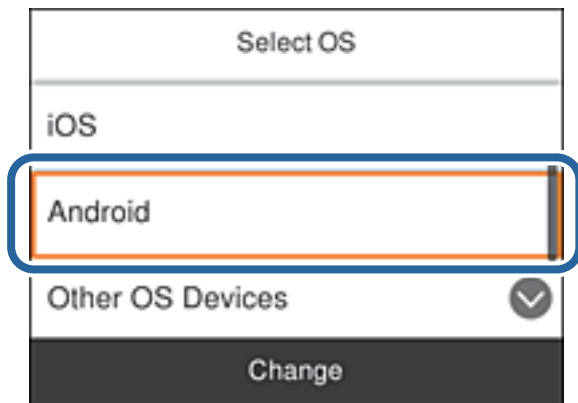 Select OS
iOS
Android
Other OS Devices
Change